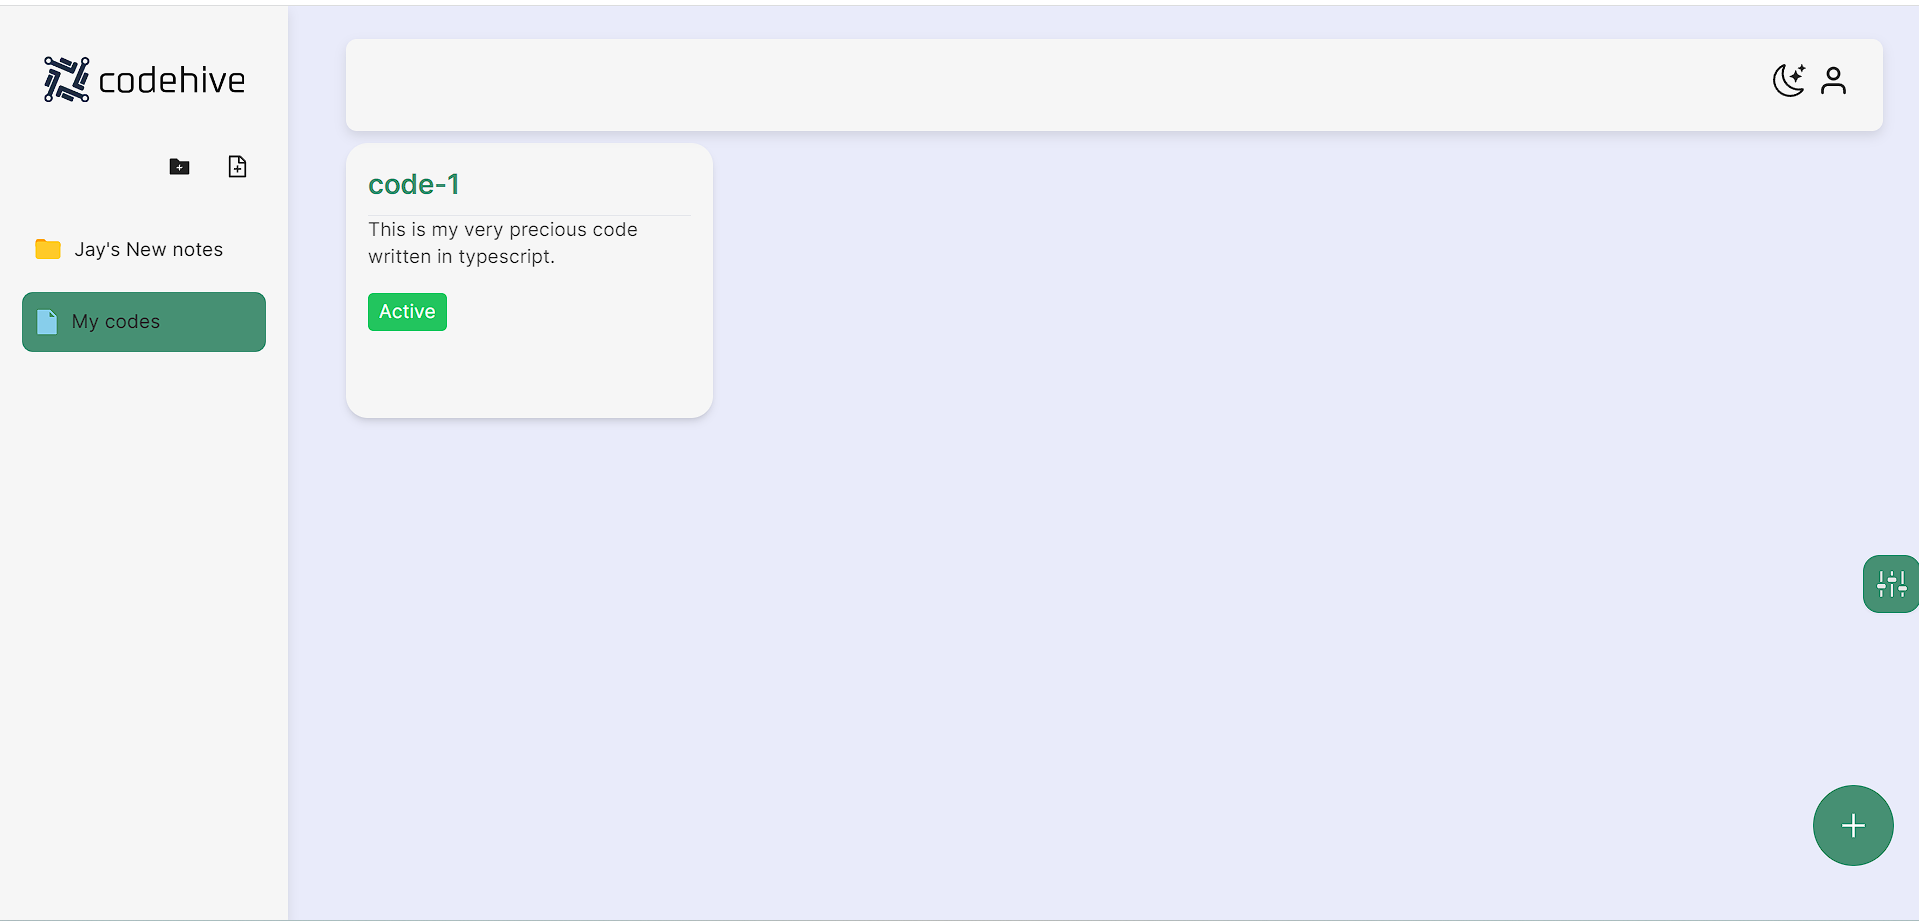 codehive
Jay's New notes
My codes
code-1
This is my very precious code
written in typescript.
Active